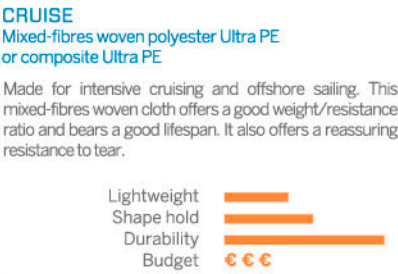 CRUISE
Mixed-fibres woven polyester Ultra PE
or composite Ultra PE
Made for intensive cruising and offshore sailing. This
mixed-fibres woven cloth offers a good weight/resistance
ratio and bears a good lifespan. It also offers a reassuring
resistance to tear.
Lightweight
Shape hold
Durability
Budget € € €